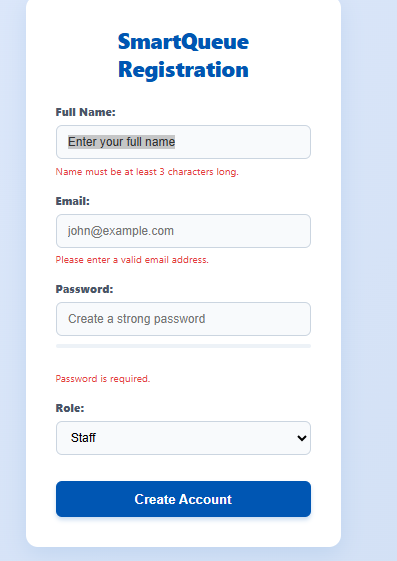 SmartQueue
Registration
Full Name:
Enter your full name
Name must be at least 3 characters long.
Email:
john@example.com
Please enter a valid email address.
Password:
Create a strong password
Password is required.
Role:
Staff
Create Account